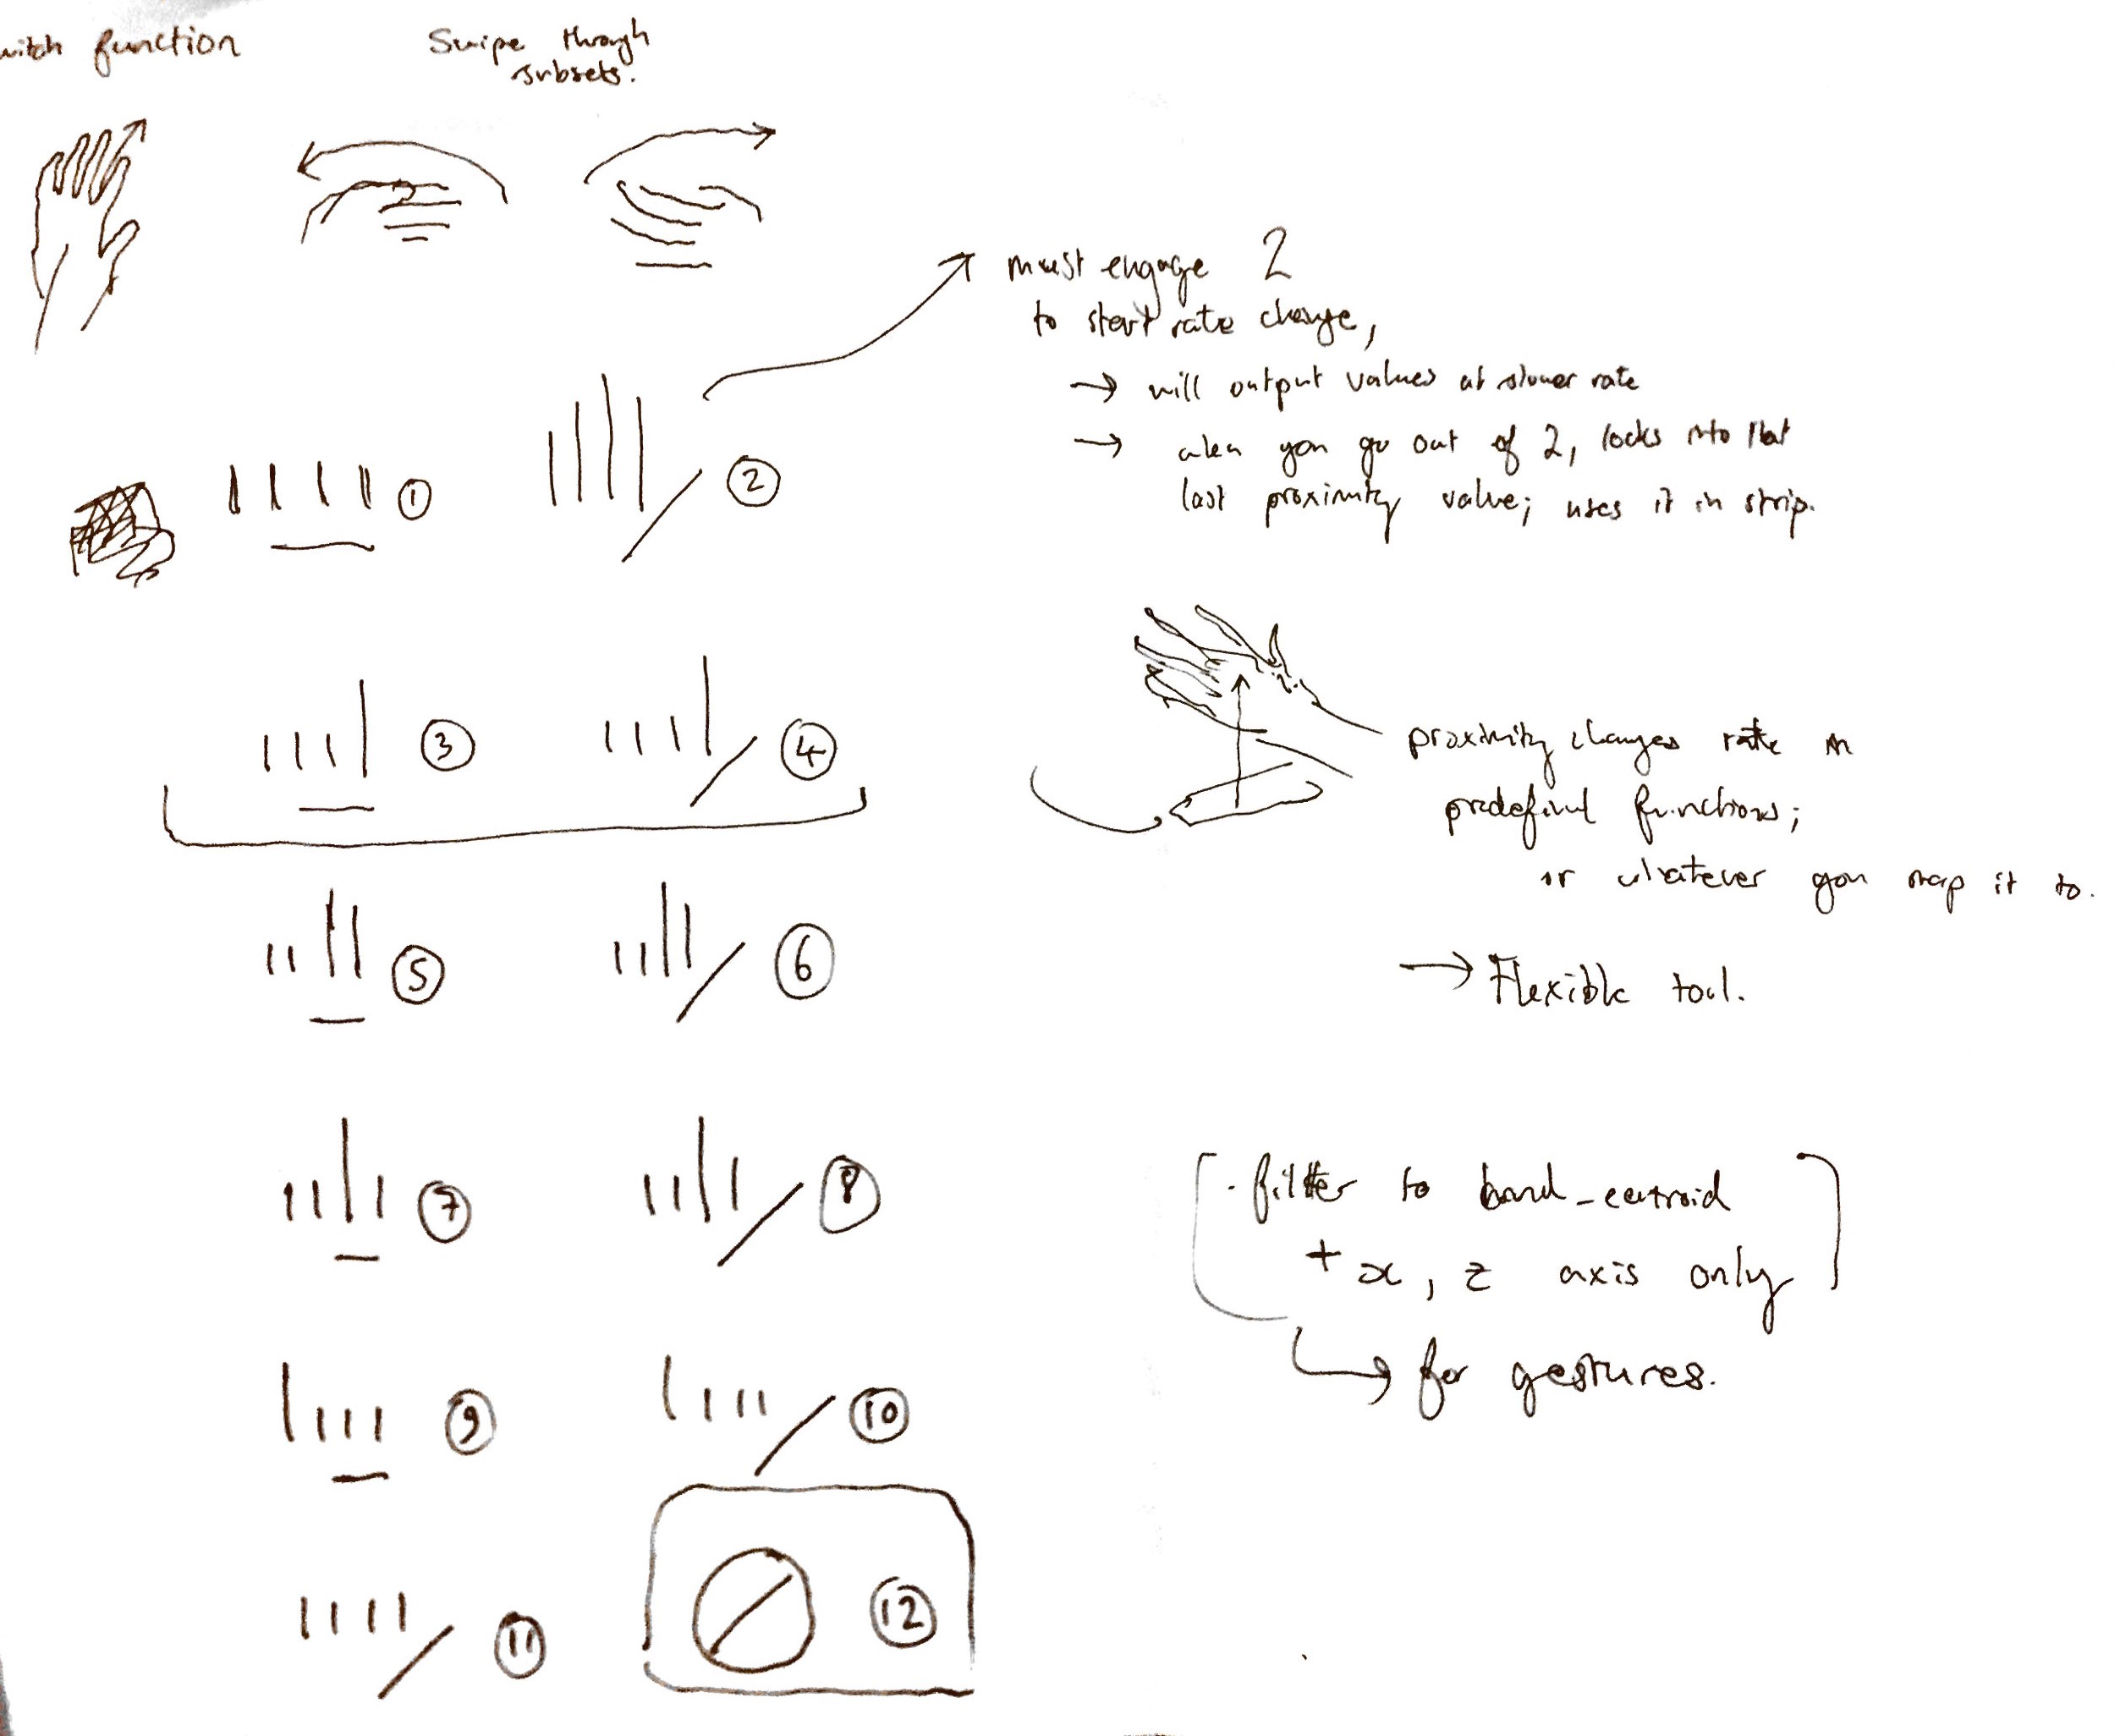 witch function
Swipe through
subsets.
must engage 2
to start rate change,
→ will output values at slower rate
→ when you go out of 2, locks into that
last proximity value; uses it in strip.
1
2
3
4
proximity changes rate in
predefined functions;
or whatever you map it to.
5
6
→ Flexible tool.
7
8
- filter to hand_centroid
+ x, z axis only
for gestures.
9
10
11
12